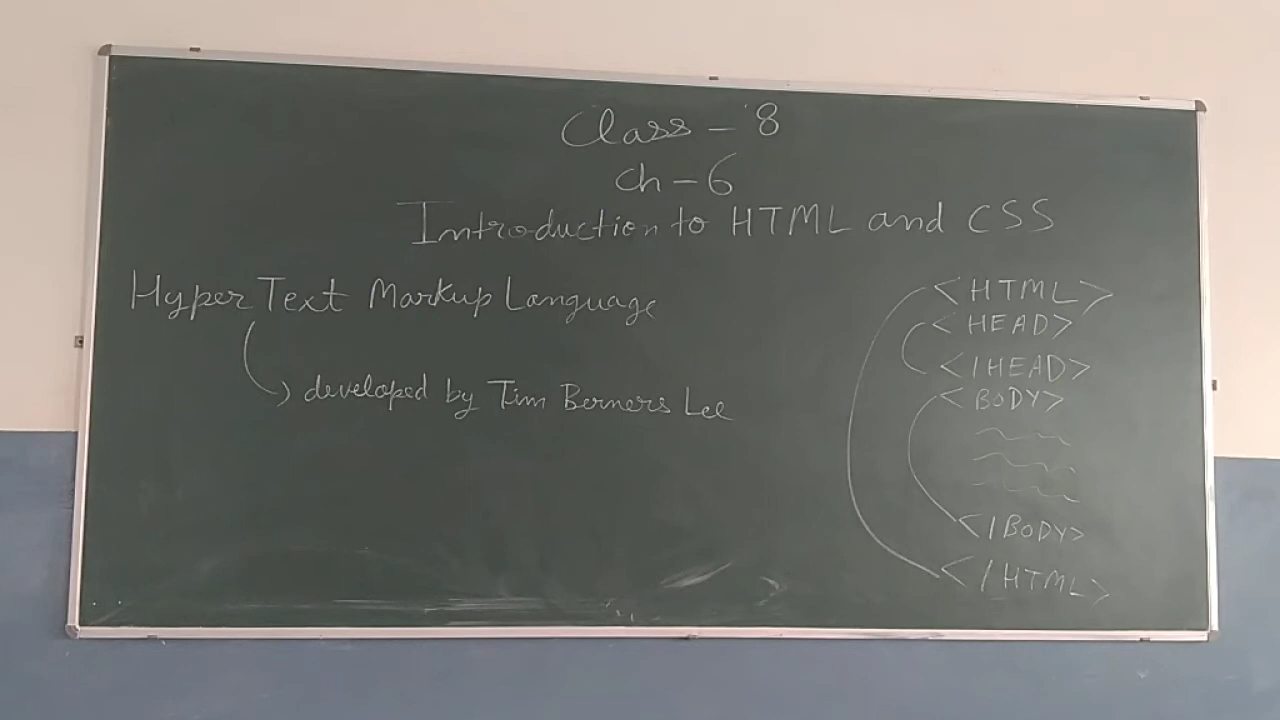 Class - 8
Ch - 6
Introduction to HTML and CSS
Hyper Text Markup Language
developed by Tim Berners Lee
<HTML>
<HEAD>
</HEAD>
<BODY>
</BODY>
</HTML>